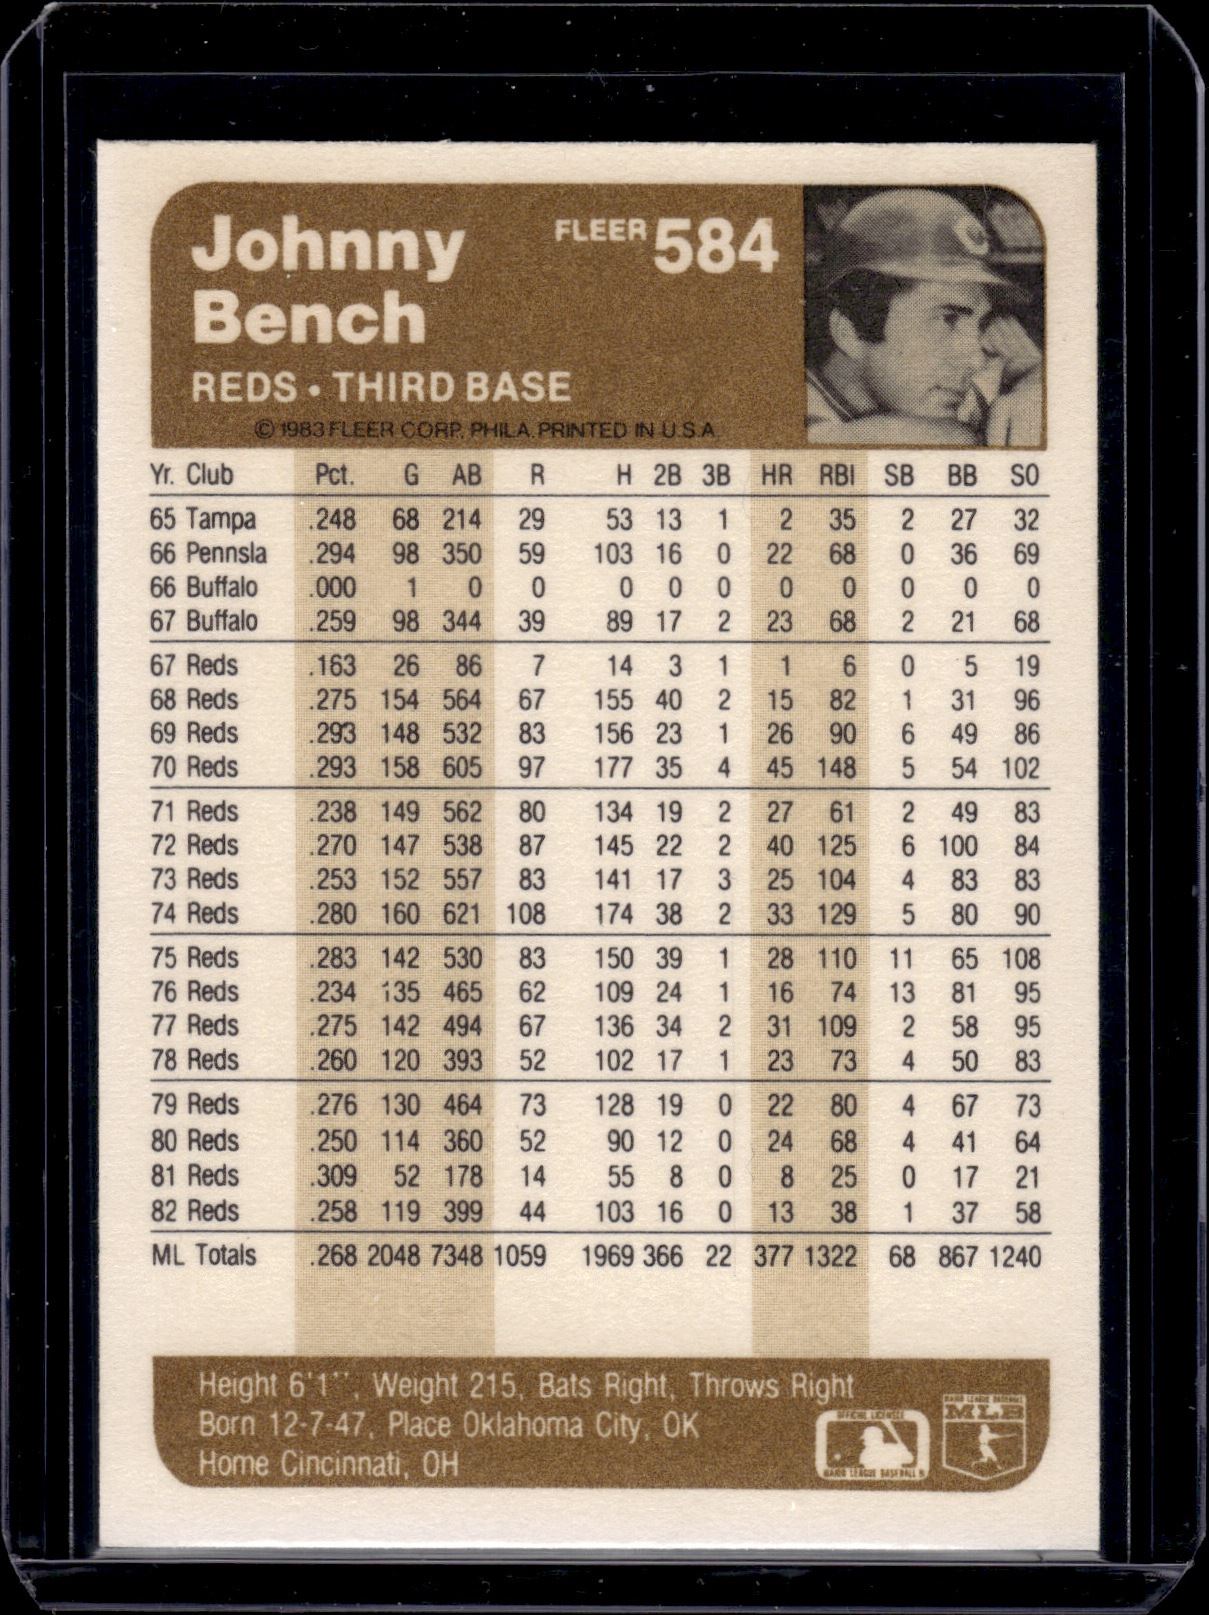 Johnny
Bench
FLEER 584
REDS • THIRD BASE
© 1983 FLEER CORP. PHILA. PRINTED IN U.S.A.
Yr. Club Pct. G AB R H 2B 3B HR RBI SB BB SO
65 Tampa .248 68 214 29 53 13 1 2 35 2 27 32
66 Pennsla .294 98 350 59 103 16 0 22 68 0 36 69
66 Buffalo .000 1 0 0 0 0 0 0 0 0 0 0
67 Buffalo .259 98 344 39 89 17 2 23 68 2 21 68
67 Reds .163 26 86 7 14 3 1 1 6 0 5 19
68 Reds .275 154 564 67 155 40 2 15 82 1 31 96
69 Reds .293 148 532 83 156 23 1 26 90 6 49 86
70 Reds .293 158 605 97 177 35 4 45 148 5 54 102
71 Reds .238 149 562 80 134 19 2 27 61 2 49 83
72 Reds .270 147 538 87 145 22 2 40 125 6 100 84
73 Reds .253 152 557 83 141 17 3 25 104 4 83 83
74 Reds .280 160 621 108 174 38 2 33 129 5 80 90
75 Reds .283 142 530 83 150 39 1 28 110 11 65 108
76 Reds .234 135 465 62 109 24 1 16 74 13 81 95
77 Reds .275 142 494 67 136 34 2 31 109 2 58 95
78 Reds .260 120 393 52 102 17 1 23 73 4 50 83
79 Reds .276 130 464 73 128 19 0 22 80 4 67 73
80 Reds .250 114 360 52 90 12 0 24 68 4 41 64
81 Reds .309 52 178 14 55 8 0 8 25 0 17 21
82 Reds .258 119 399 44 103 16 0 13 38 1 37 58
ML Totals .268 2048 7348 1059 1969 366 22 377 1322 68 867 1240
Height 6'1'', Weight 215, Bats Right, Throws Right
Born 12-7-47, Place Oklahoma City, OK
Home Cincinnati, OH
OFFICIAL LICENSEE
MAJOR LEAGUE BASEBALL
MAJOR LEAGUE BASEBALL
MLB